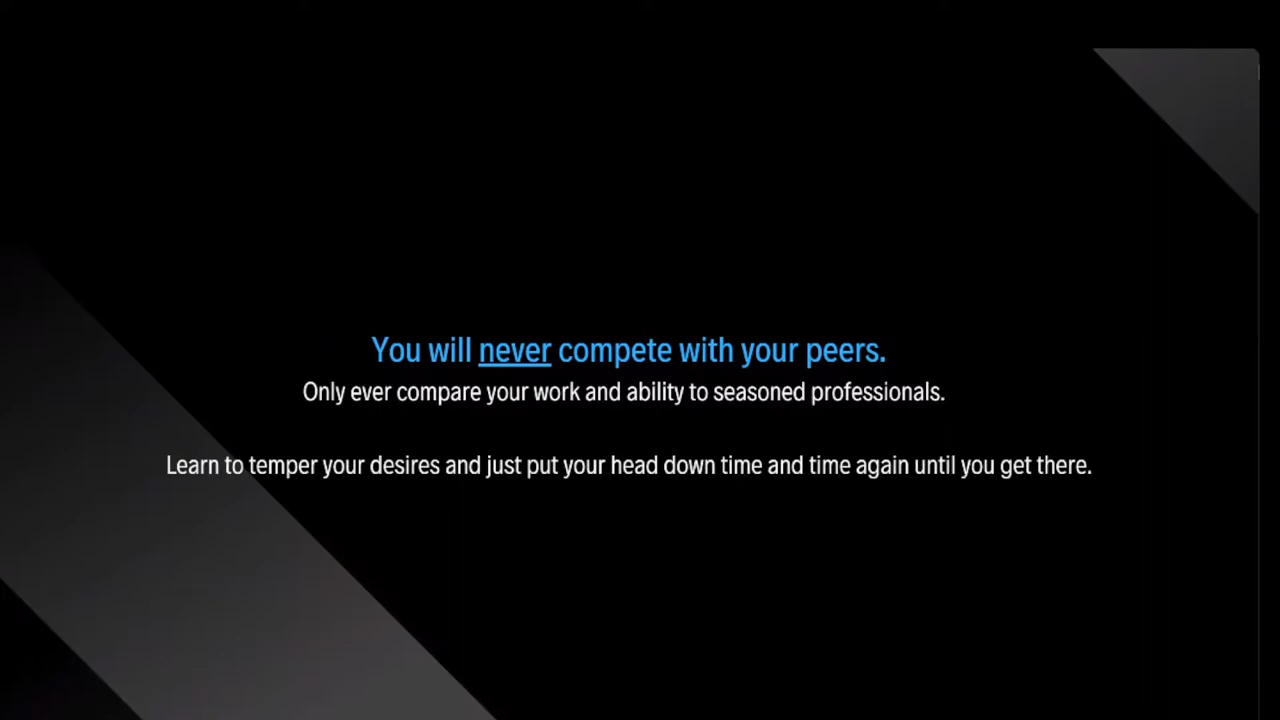 You will never compete with your peers.
Only ever compare your work and ability to seasoned professionals.
Learn to temper your desires and just put your head down time and time again until you get there.